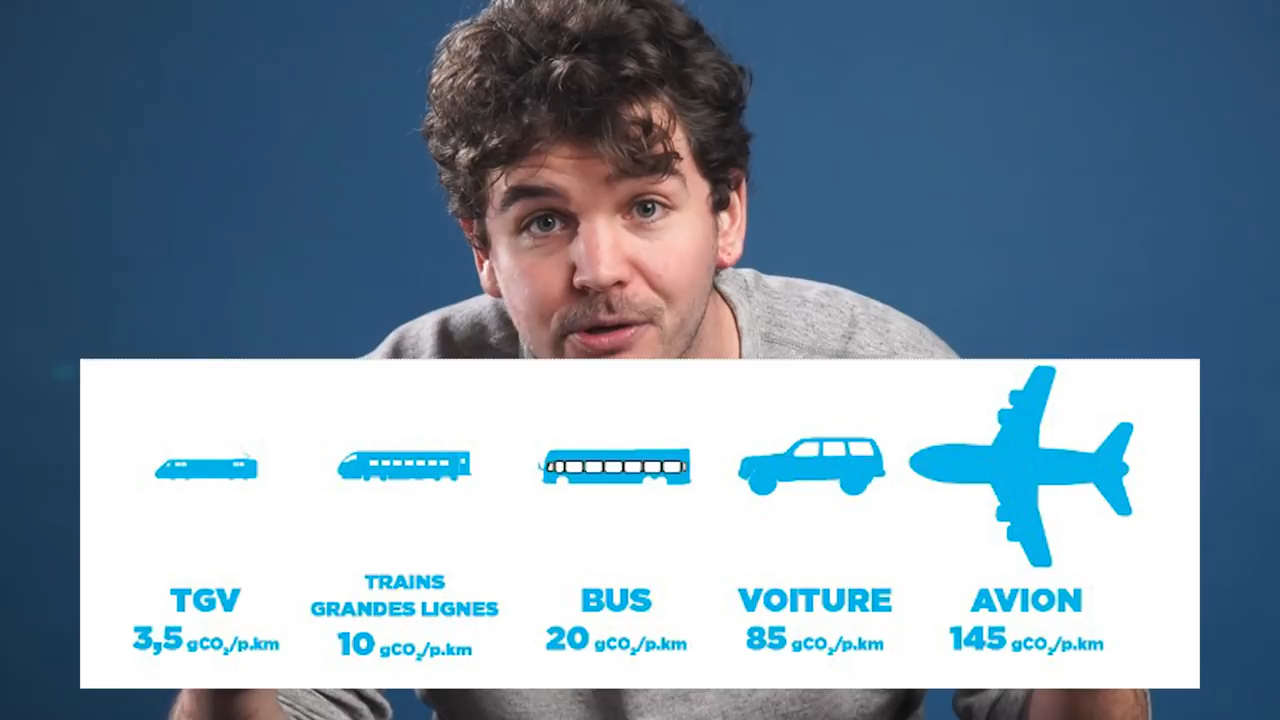 TGV
3,5 gCO₂/p.km
TRAINS
GRANDES LIGNES
10 gCO₂/p.km
BUS
20 gCO₂/p.km
VOITURE
85 gCO₂/p.km
AVION
145 gCO₂/p.km